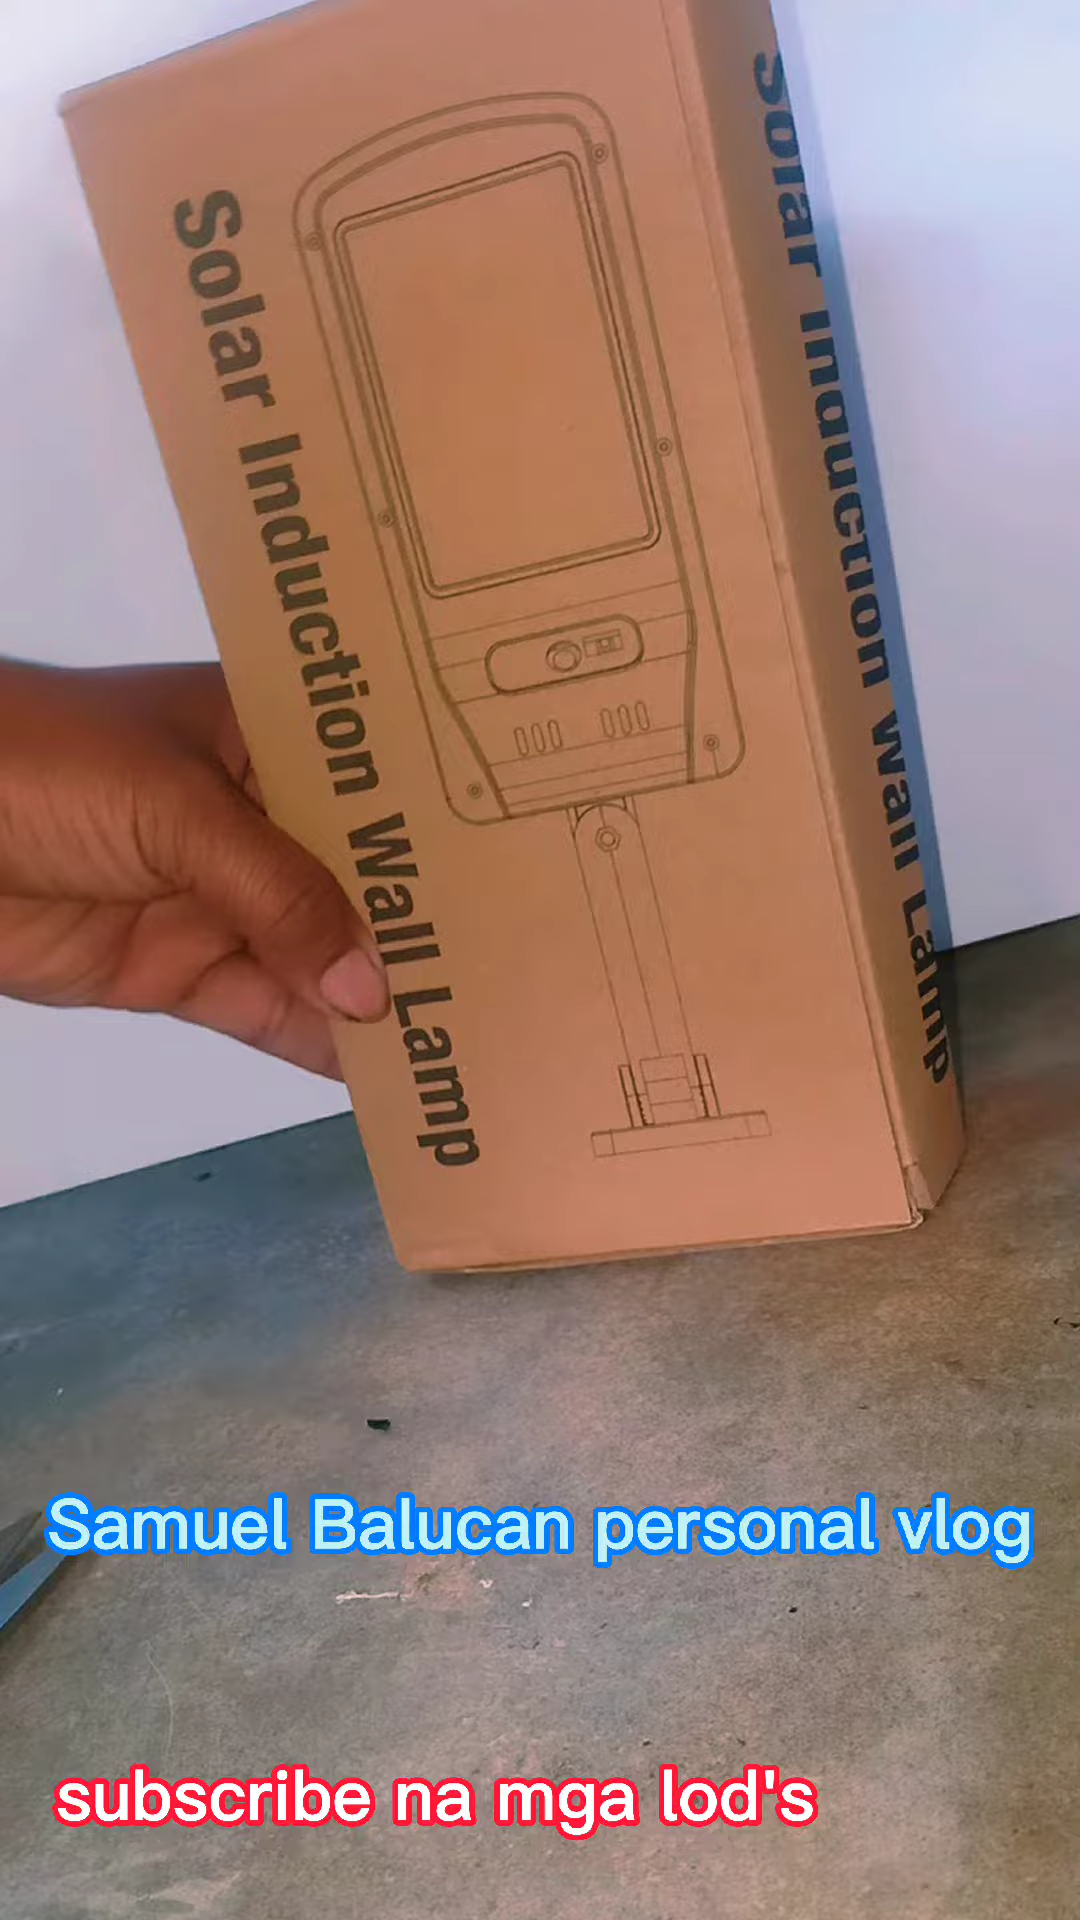 Solar Induction Wall Lamp
Solar Induction Wall Lamp
Samuel Balucan personal vlog
subscribe na mga lod's